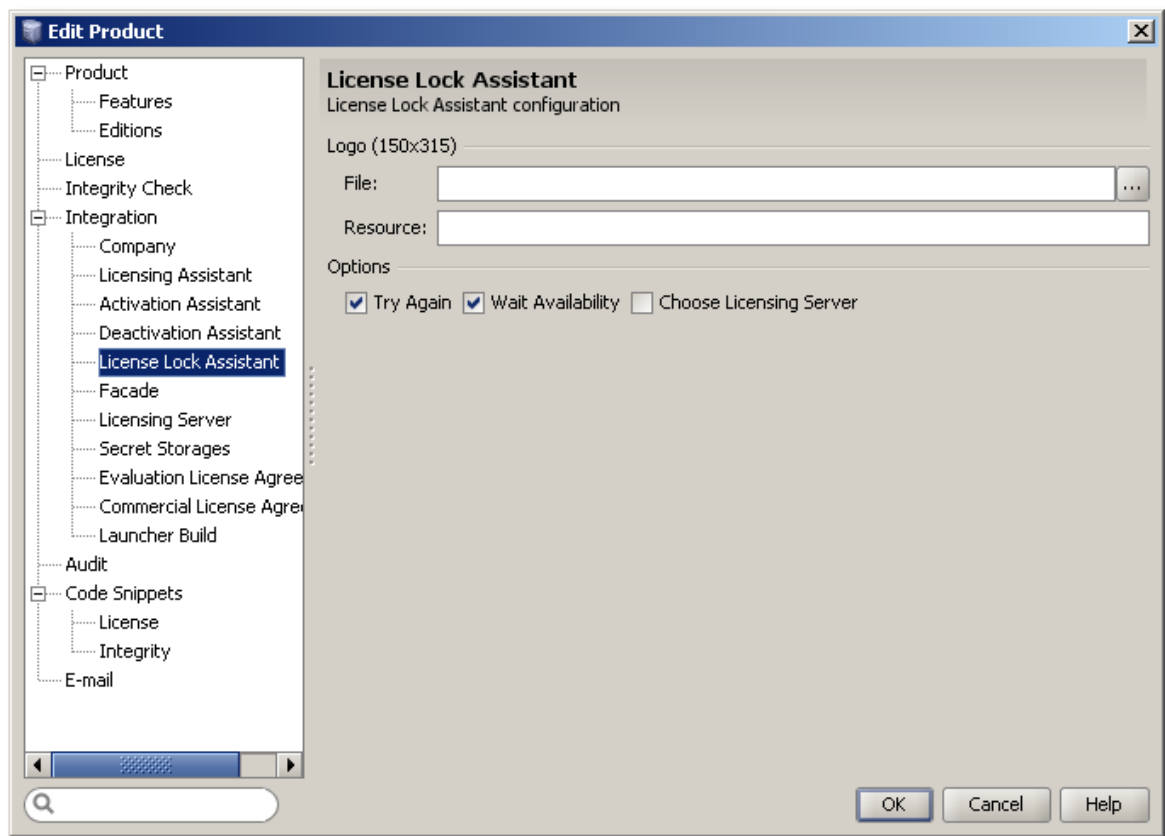 Edit Product
Product
Features
Editions
License
Integrity Check
Integration
Company
Licensing Assistant
Activation Assistant
Deactivation Assistant
License Lock Assistant
Facade
Licensing Server
Secret Storages
Evaluation License Agree
Commercial License Agre
Launcher Build
Audit
Code Snippets
License
Integrity
E-mail
License Lock Assistant
License Lock Assistant configuration
Logo (150x315)
File: ...
Resource:
Options
Try Again Wait Availability Choose Licensing Server
OK Cancel Help